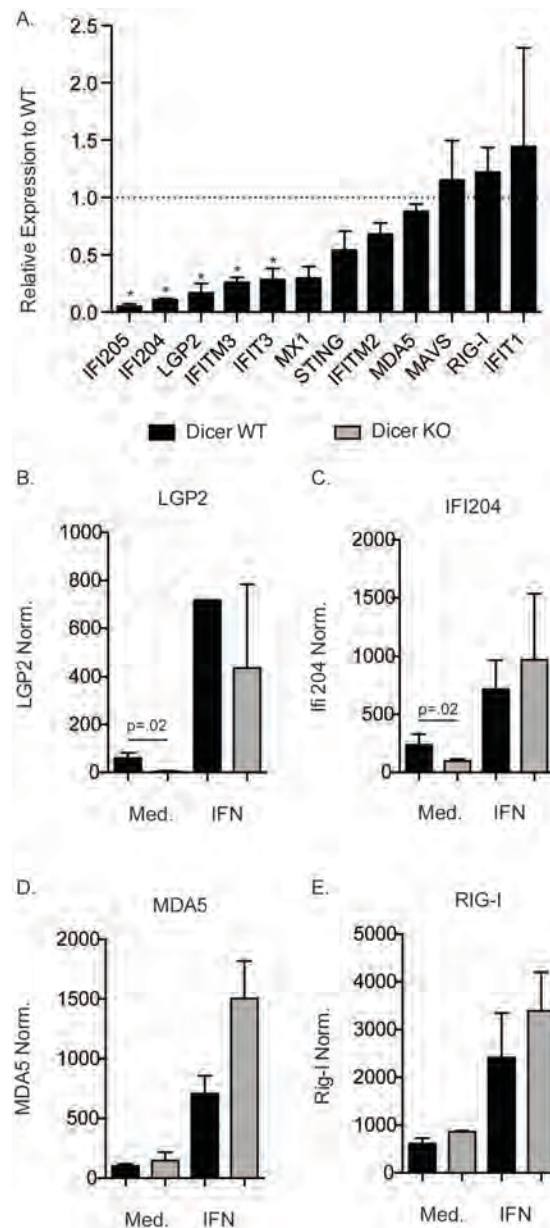 A.
Relative Expression to WT
2.5
2.0
1.5
1.0
0.5
0.0
* * * * *
IFI205 IFI204 LGP2 IFITM3 IFIT3 MX1 STING IFITM2 MDA5 MAVS RIG-I IFIT1
Dicer WT Dicer KO
B.
LGP2
LGP2 Norm.
1000
800
600
400
200
0
p=.02
Med. IFN
C.
IFI204
Ifi 204 Norm.
2000
1500
1000
500
0
p=.02
Med. IFN
D.
MDA5
MDA5 Norm.
2000
1500
1000
500
0
Med. IFN
E.
RIG-I
Rig-I Norm.
5000
4000
3000
2000
1000
0
Med. IFN